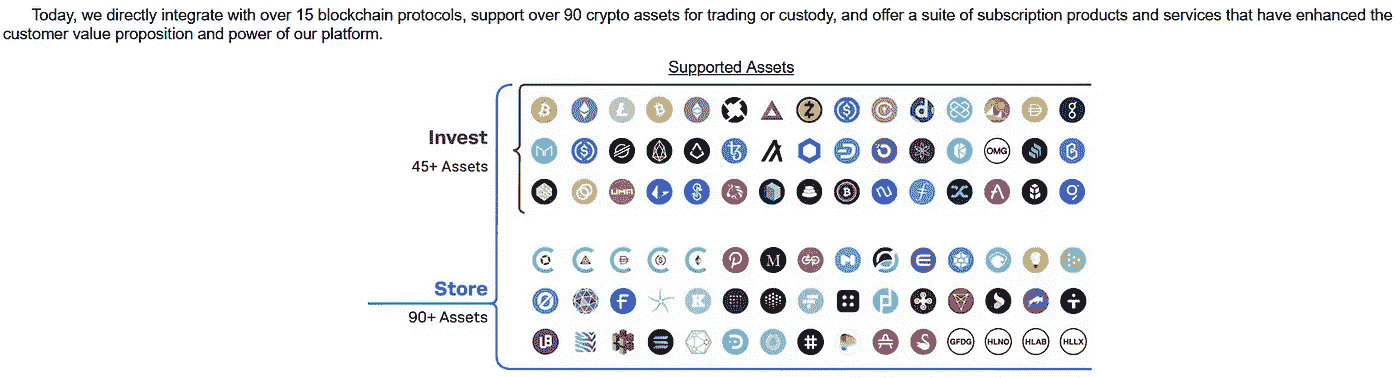 Today, we directly integrate with over 15 blockchain protocols, support over 90 crypto assets for trading or custody, and offer a suite of subscription products and services that have enhanced the
customer value proposition and power of our platform.
Supported Assets
Invest
45+ Assets
OMG
UMA
Store
90+ Assets
GFDG HLNO HLAB HLLX